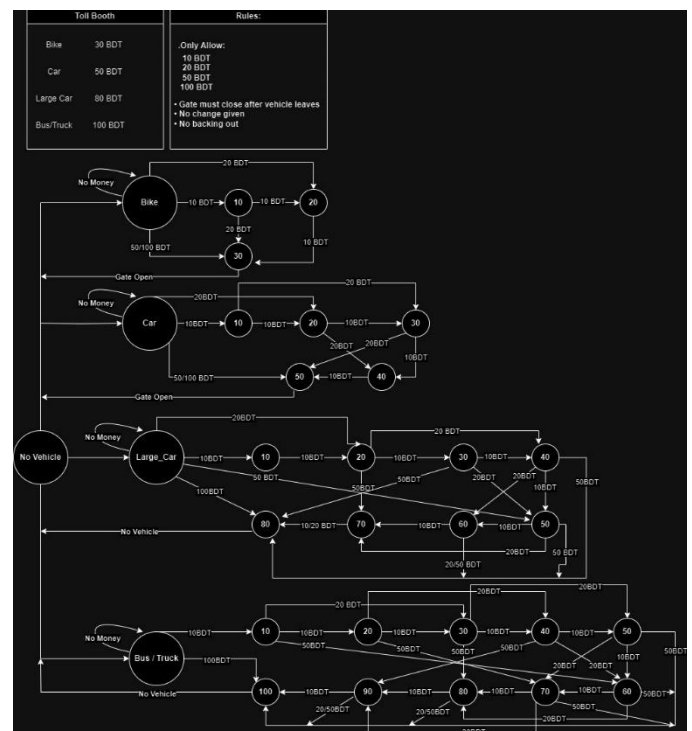 Toll Booth
Rules:
Bike 30 BDT
Car 50 BDT
Large Car 80 BDT
Bus/Truck 100 BDT
.Only Allow:
10 BDT
20 BDT
50 BDT
100 BDT
• Gate must close after vehicle leaves
• No change given
• No backing out
20 BDT
No Money
Bike
10 BDT
10
10 BDT
20
20 BDT
10 BDT
50/100 BDT
30
Gate Open
20BDT
No Money
20BDT
Car
10BDT
10
10BDT
20
10BDT
30
20BDT
20BDT
10BDT
50/100 BDT
50
10BDT
40
Gate Open
20BDT
20 BDT
No Money
No Vehicle
Large_Car
10BDT
10
10BDT
20
10BDT
30
10BDT
40
50 BDT
50BDT
20BDT
20BDT
10BDT
50BDT
100BDT
50BDT
80
10/20 BDT
70
10BDT
60
10BDT
50
No Vehicle
20BDT
50 BDT
20/50 BDT
20BDT
20 BDT
20BDT
No Money
Bus / Truck
10BDT
10
10BDT
20
10BDT
30
10BDT
40
10BDT
50
50BDT
50BDT
50BDT
50BDT
20BDT
20BDT
10BDT
50BDT
100BDT
No Vehicle
100
10BDT
90
10BDT
80
10BDT
70
10BDT
60
50BDT
20/50BDT
20/50BDT
50BDT
20BDT
20BDT